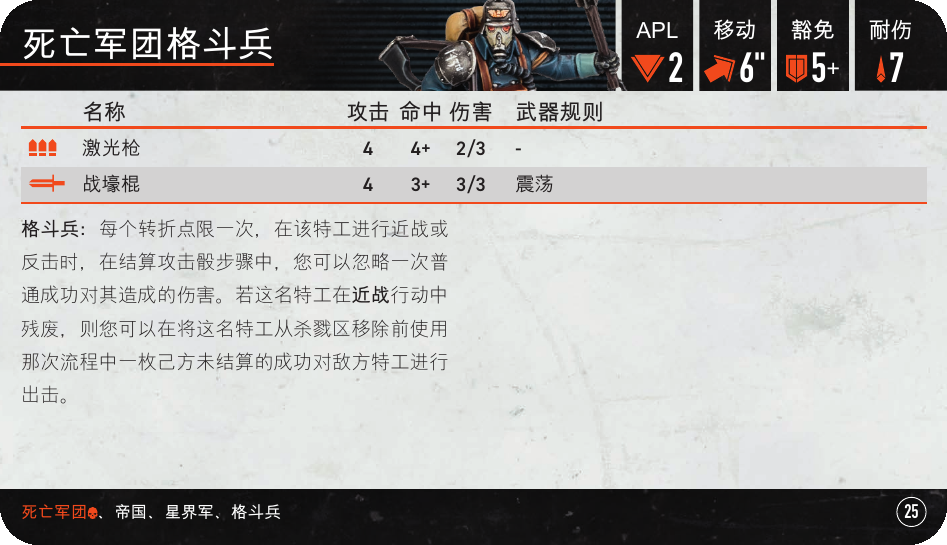 死亡军团格斗兵
APL 移动 豁免 耐伤
2 6" 5+ 7
名称 攻击 命中 伤害 武器规则
激光枪 4 4+ 2/3 -
战壕棍 4 3+ 3/3 震荡
格斗兵：每个转折点限一次，在该特工进行近战或
反击时，在结算攻击骰步骤中，您可以忽略一次普
通成功对其造成的伤害。若这名特工在近战行动中
残废，则您可以在将这名特工从杀戮区移除前使用
那次流程中一枚己方未结算的成功对敌方特工进行
出击。
死亡军团、帝国、星界军、格斗兵
25